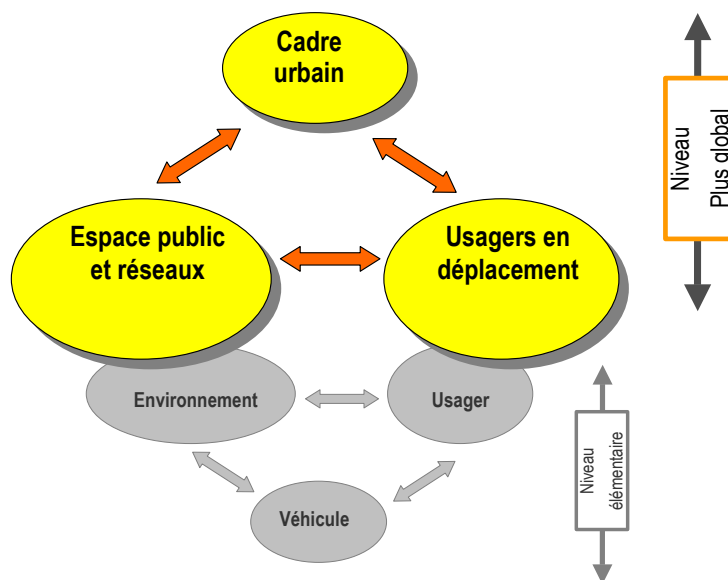 Cadre
urbain
Espace public
et réseaux
Usagers en
déplacement
Niveau
Plus global
Environnement
Usager
Véhicule
Niveau
élémentaire